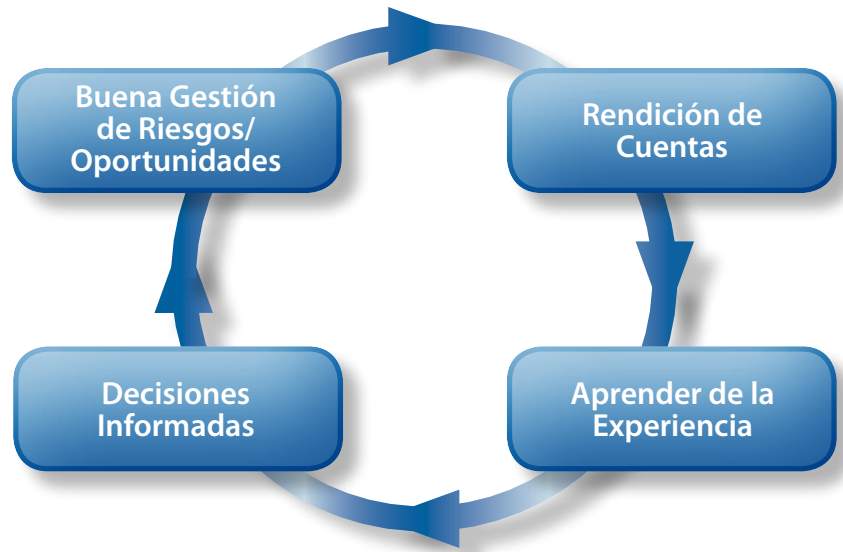 Buena Gestión
de Riesgos/
Oportunidades
Rendición de
Cuentas
Decisiones
Informadas
Aprender de la
Experiencia